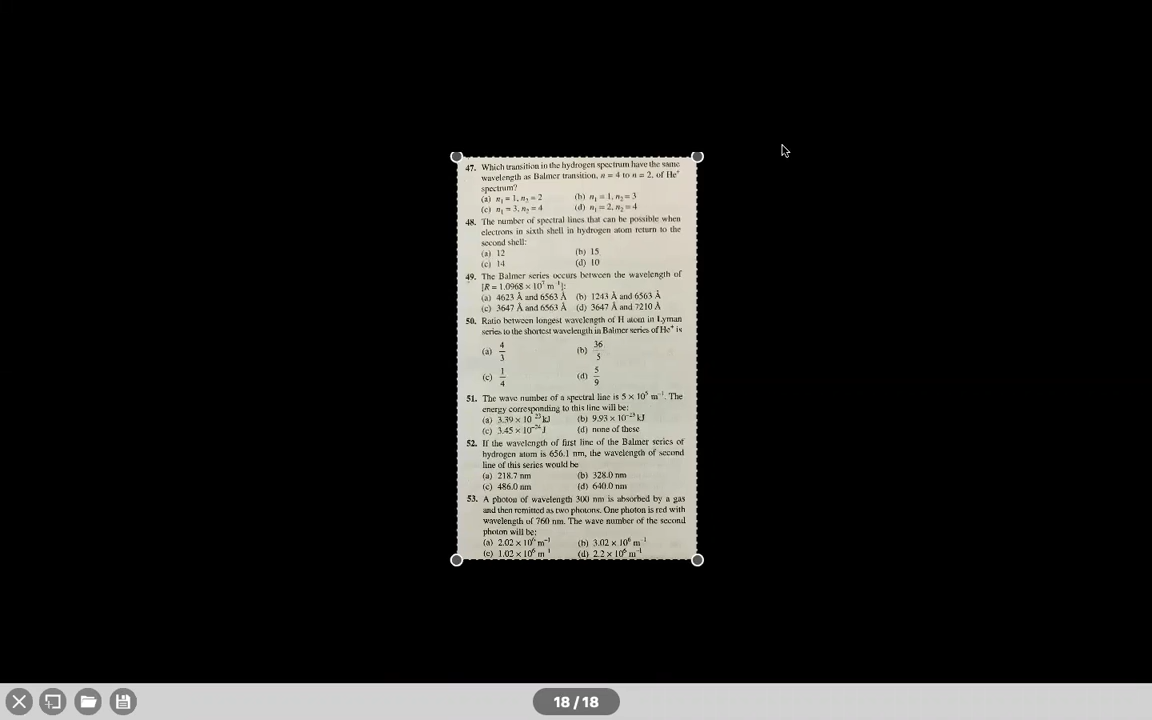 47. Which transition in the hydrogen spectrum have the same
wavelength as Balmer transition, n = 4 to n = 2, of He⁺
spectrum?
(a) n₁ = 1, n₂ = 2 (b) n₁ = 1, n₂ = 3
(c) n₁ = 3, n₂ = 4 (d) n₁ = 2, n₂ = 4
48. The number of spectral lines that can be possible when
electrons in sixth shell in hydrogen atom return to the
second shell:
(a) 12 (b) 15
(c) 14 (d) 10
49. The Balmer series occurs between the wavelength of
[R = 1.0968 × 10⁷ m⁻¹]:
(a) 4623 Å and 6563 Å (b) 1243 Å and 6563 Å
(c) 3647 Å and 6563 Å (d) 3647 Å and 7210 Å
50. Ratio between longest wavelength of H atom in Lyman
series to the shortest wavelength in Balmer series of He⁺ is
(a) 4/3 (b) 36/5
(c) 1/4 (d) 5/9
51. The wave number of a spectral line is 5 × 10⁵ m⁻¹. The
energy corresponding to this line will be:
(a) 3.39 × 10⁻²³ kJ (b) 9.93 × 10⁻²³ kJ
(c) 3.45 × 10⁻²⁴ J (d) none of these
52. If the wavelength of first line of the Balmer series of
hydrogen atom is 656.1 nm, the wavelength of second
line of this series would be
(a) 218.7 nm (b) 328.0 nm
(c) 486.0 nm (d) 640.0 nm
53. A photon of wavelength 300 nm is absorbed by a gas
and then remitted as two photons. One photon is red with
wavelength of 760 nm. The wave number of the second
photon will be:
(a) 2.02 × 10⁶ m⁻¹ (b) 3.02 × 10⁶ m⁻¹
(c) 1.02 × 10⁶ m⁻¹ (d) 2.2 × 10⁶ m⁻¹
18 / 18